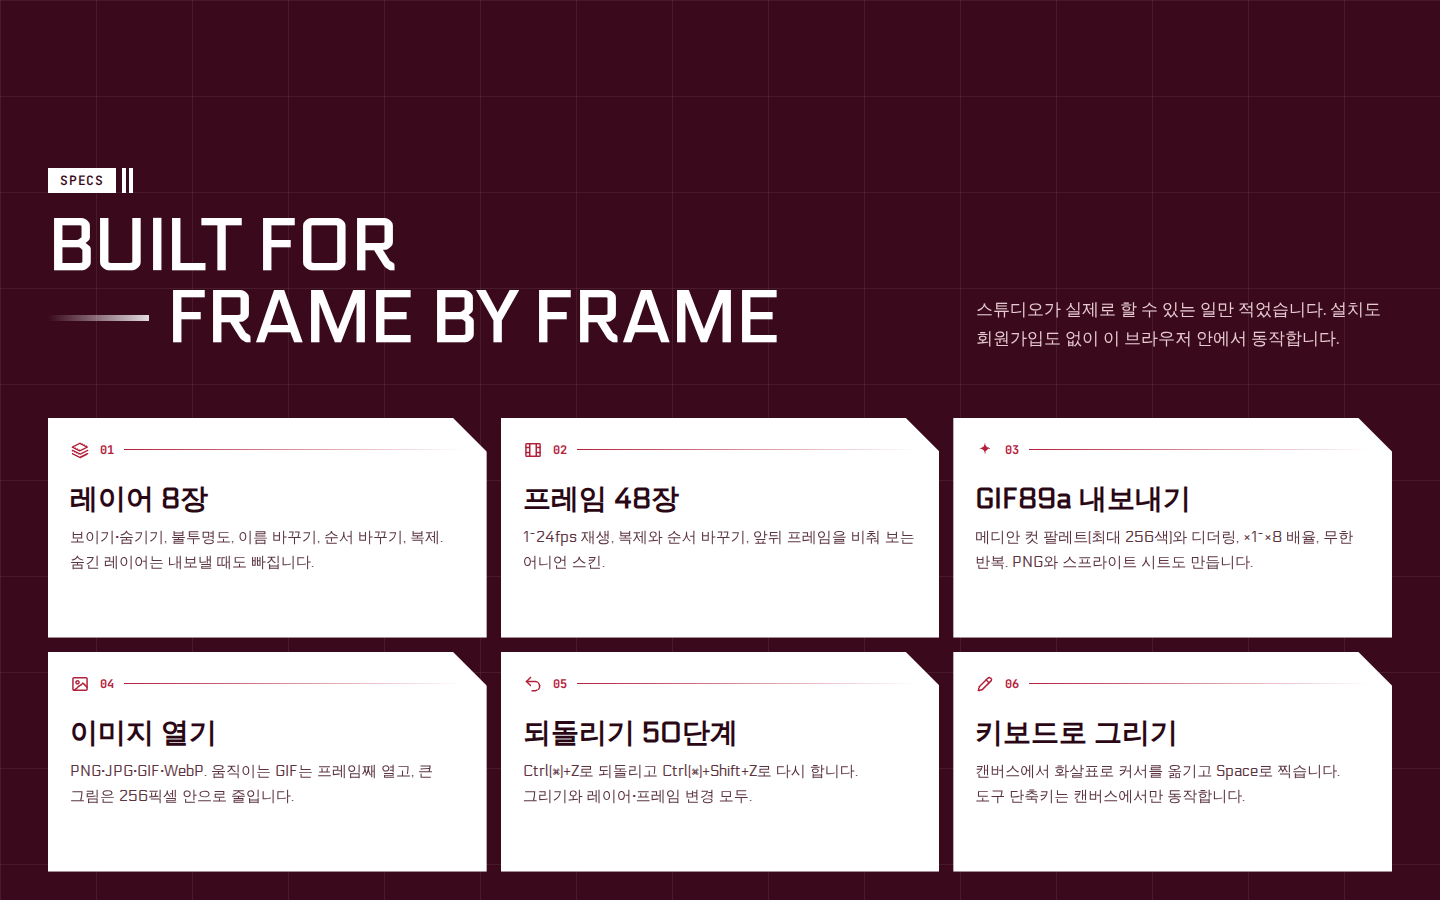 SPECS
BUILT FOR
FRAME BY FRAME
스튜디오가 실제로 할 수 있는 일만 적었습니다. 설치도
회원가입도 없이 이 브라우저 안에서 동작합니다.
01
레이어 8장
보이기·숨기기, 불투명도, 이름 바꾸기, 순서 바꾸기, 복제.
숨긴 레이어는 내보낼 때도 빠집니다.
02
프레임 48장
1~24fps 재생, 복제와 순서 바꾸기, 앞뒤 프레임을 비춰 보는
어니언 스킨.
03
GIF89a 내보내기
메디안 컷 팔레트(최대 256색)와 디더링, ×1~×8 배율, 무한
반복. PNG와 스프라이트 시트도 만듭니다.
04
이미지 열기
PNG·JPG·GIF·WebP. 움직이는 GIF는 프레임째 열고, 큰
그림은 256픽셀 안으로 줄입니다.
05
되돌리기 50단계
Ctrl(⌘)+Z로 되돌리고 Ctrl(⌘)+Shift+Z로 다시 합니다.
그리기와 레이어·프레임 변경 모두.
06
키보드로 그리기
캔버스에서 화살표로 커서를 옮기고 Space로 찍습니다.
도구 단축키는 캔버스에서만 동작합니다.